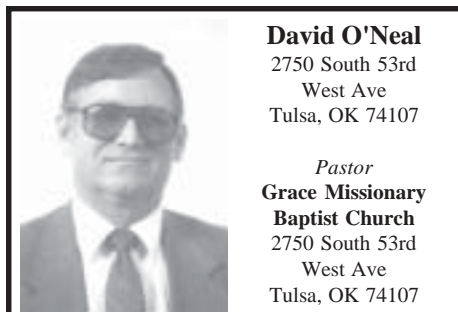 David O'Neal
2750 South 53rd
West Ave
Tulsa, OK 74107
Pastor
Grace Missionary
Baptist Church
2750 South 53rd
West Ave
Tulsa, OK 74107